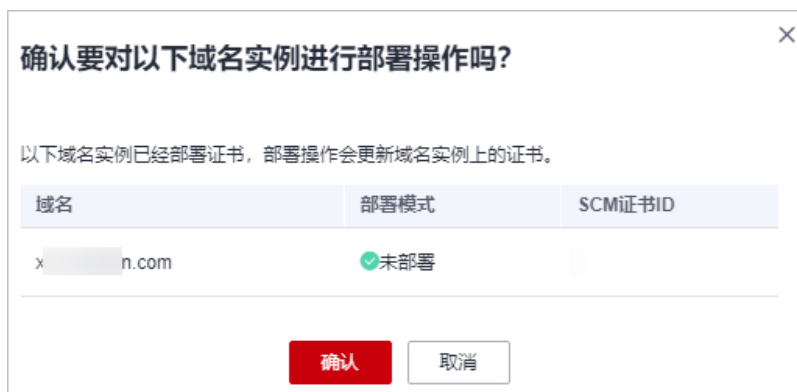 确认要对以下域名实例进行部署操作吗？
以下域名实例已经部署证书，部署操作会更新域名实例上的证书。
域名 部署模式 SCM证书ID
x n.com 未部署
确认 取消